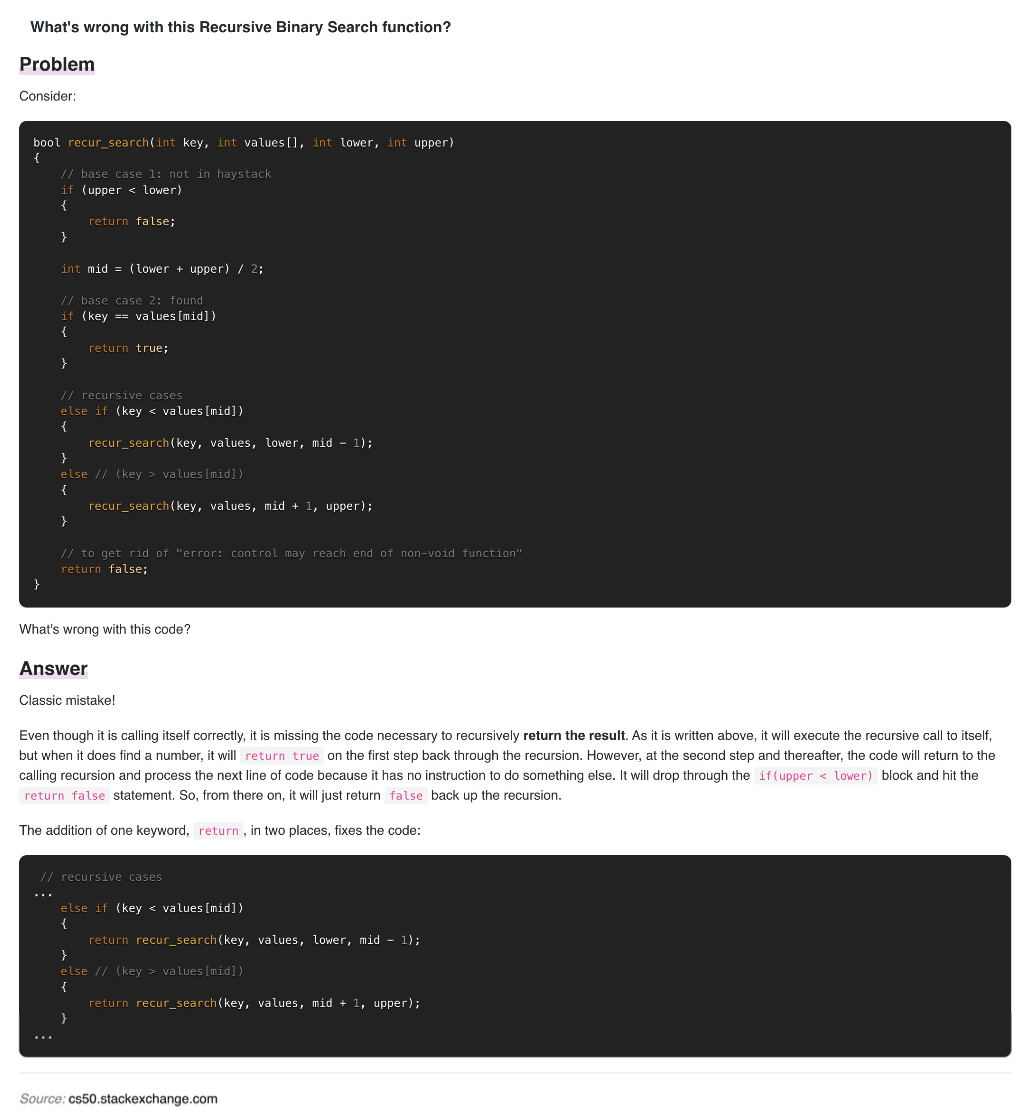 What's wrong with this Recursive Binary Search function?
Problem
Consider:
bool recur_search(int key, int values[], int lower, int upper)
{
    // base case 1: not in haystack
    if (upper < lower)
    {
        return false;
    }

    int mid = (lower + upper) / 2;

    // base case 2: found
    if (key == values[mid])
    {
        return true;
    }

    // recursive cases
    else if (key < values[mid])
    {
        recur_search(key, values, lower, mid - 1);
    }
    else // (key > values[mid])
    {
        recur_search(key, values, mid + 1, upper);
    }

    // to get rid of "error: control may reach end of non-void function"
    return false;
}
What's wrong with this code?
Answer
Classic mistake!
Even though it is calling itself correctly, it is missing the code necessary to recursively return the result. As it is written above, it will execute the recursive call to itself,
but when it does find a number, it will return true on the first step back through the recursion. However, at the second step and thereafter, the code will return to the
calling recursion and process the next line of code because it has no instruction to do something else. It will drop through the if(upper < lower) block and hit the
return false statement. So, from there on, it will just return false back up the recursion.
The addition of one keyword, return , in two places, fixes the code:
 // recursive cases
...
    else if (key < values[mid])
    {
        return recur_search(key, values, lower, mid - 1);
    }
    else // (key > values[mid])
    {
        return recur_search(key, values, mid + 1, upper);
    }
...
Source: cs50.stackexchange.com